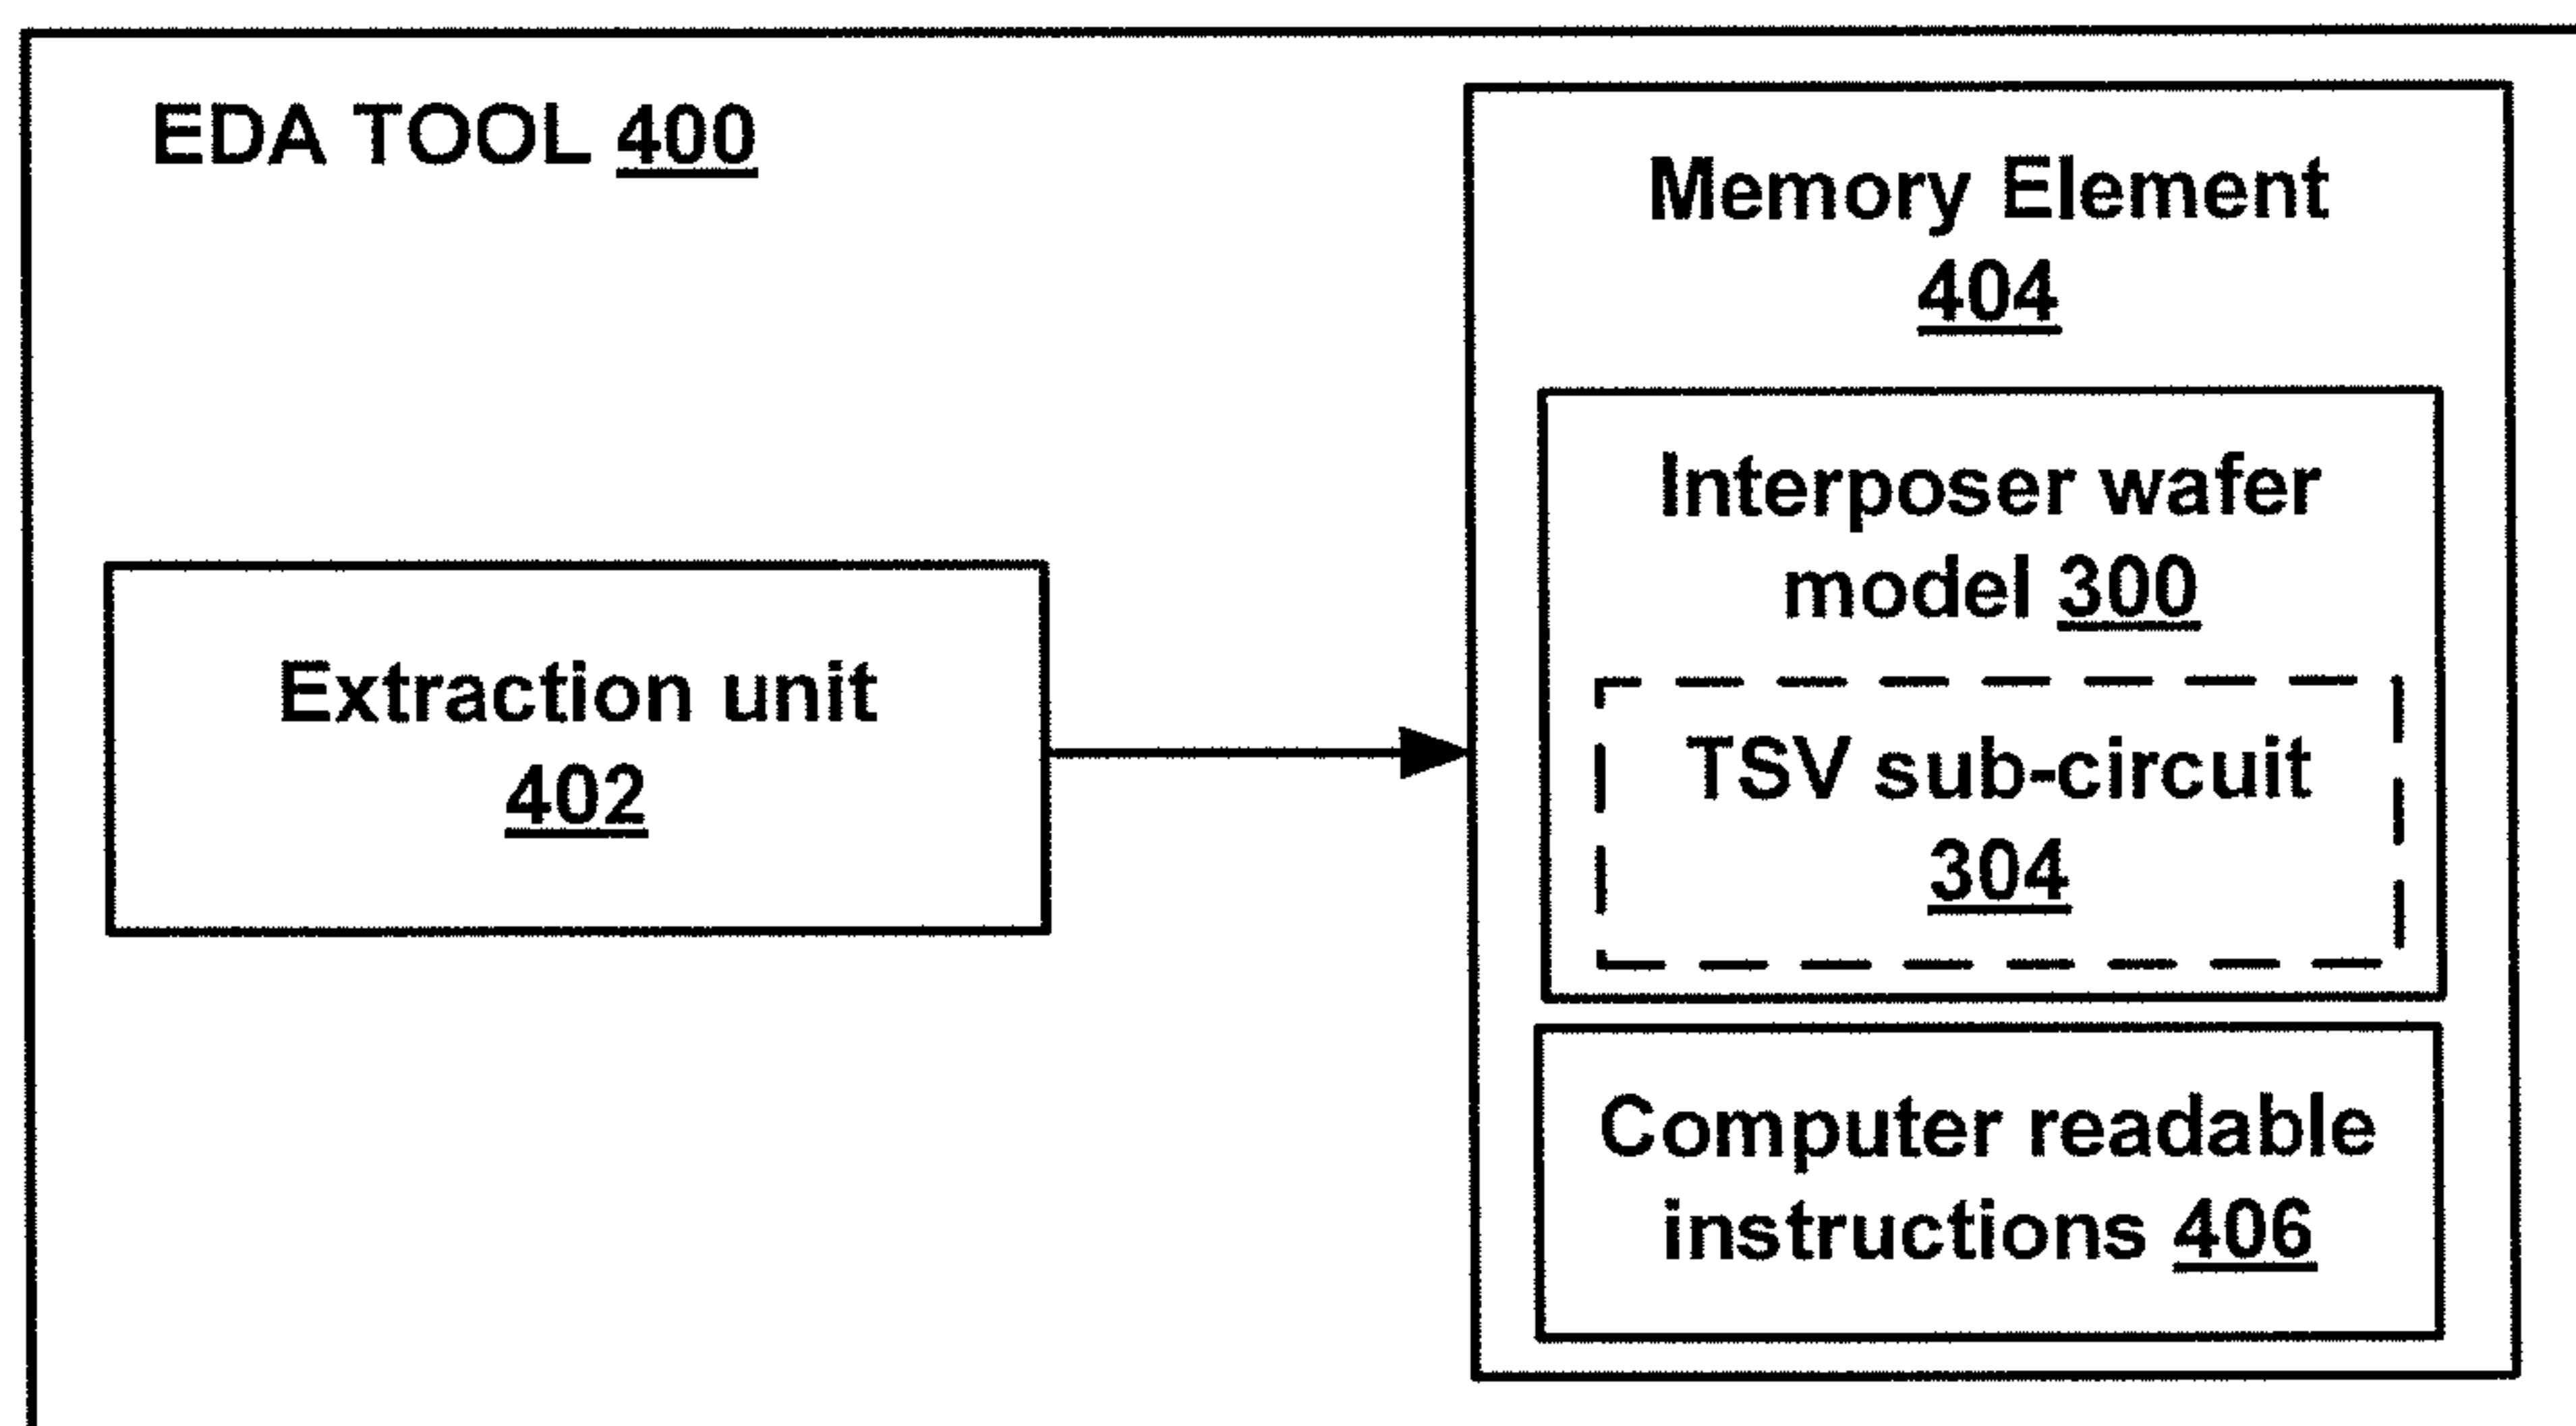 EDA TOOL 400
Memory Element
404
Interposer wafer
model 300
TSV sub-circuit
304
Extraction unit
402
Computer readable
instructions 406